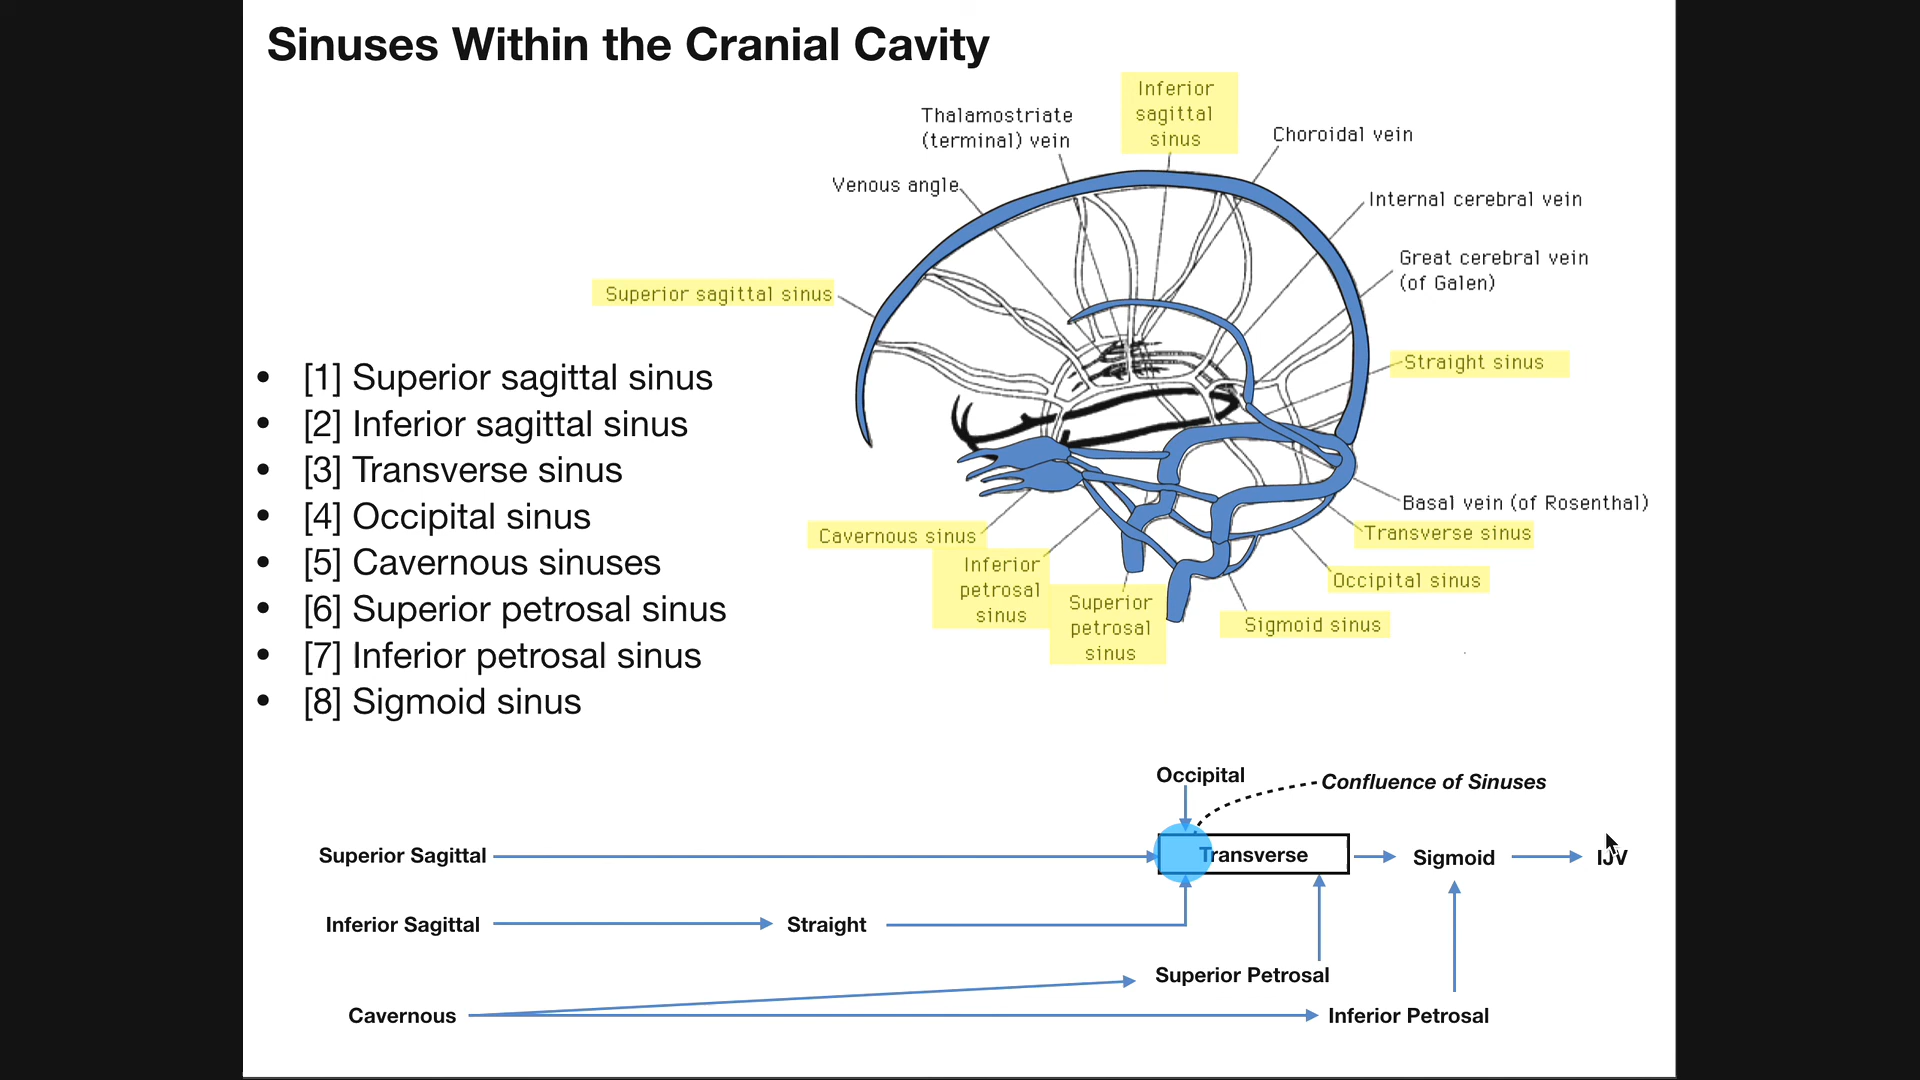 Sinuses Within the Cranial Cavity
Inferior
sagittal
sinus
Thalamostriate
(terminal) vein
Choroidal vein
Venous angle
Internal cerebral vein
Great cerebral vein
(of Galen)
Superior sagittal sinus
Straight sinus
Basal vein (of Rosenthal)
Transverse sinus
Cavernous sinus
Inferior
petrosal
sinus
Occipital sinus
Superior
petrosal
sinus
Sigmoid sinus
• [1] Superior sagittal sinus
• [2] Inferior sagittal sinus
• [3] Transverse sinus
• [4] Occipital sinus
• [5] Cavernous sinuses
• [6] Superior petrosal sinus
• [7] Inferior petrosal sinus
• [8] Sigmoid sinus
Occipital
Confluence of Sinuses
Superior Sagittal
Transverse
Sigmoid
IJV
Inferior Sagittal
Straight
Superior Petrosal
Cavernous
Inferior Petrosal